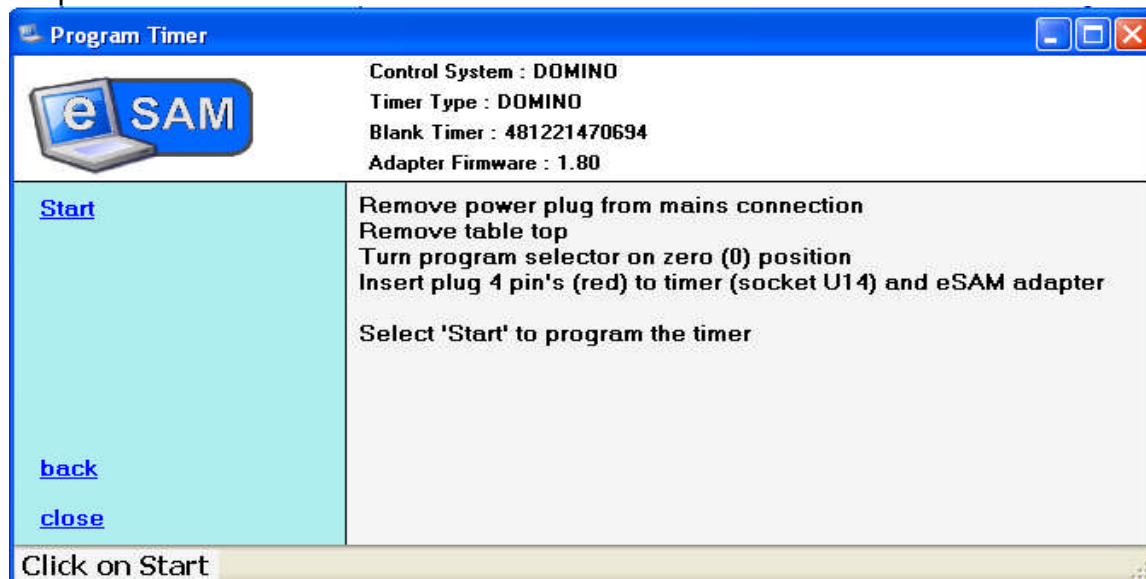 Program Timer
e SAM
Control System : DOMINO
Timer Type : DOMINO
Blank Timer : 481221470694
Adapter Firmware : 1.80
Start
Remove power plug from mains connection
Remove table top
Turn program selector on zero (0) position
Insert plug 4 pin's (red) to timer (socket U14) and eSAM adapter
Select 'Start' to program the timer
back
close
Click on Start